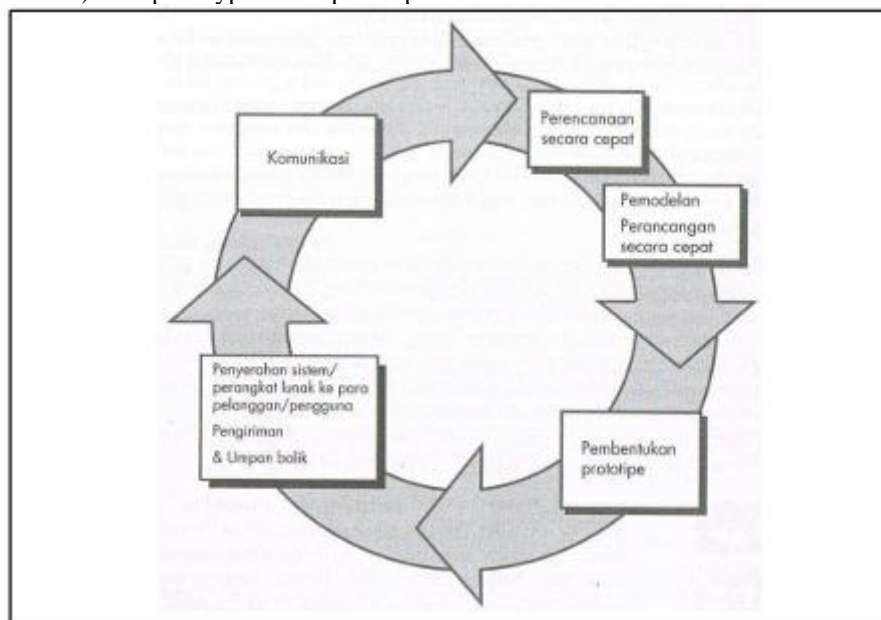 Komunikasi
Perencanaan
secara cepat
Pemodelan
Perancangan
secara cepat
Pembentukan
prototipe
Penyerahan sistem/
perangkat lunak ke para
pelanggan/pengguna
Pengiriman
& Umpan balik